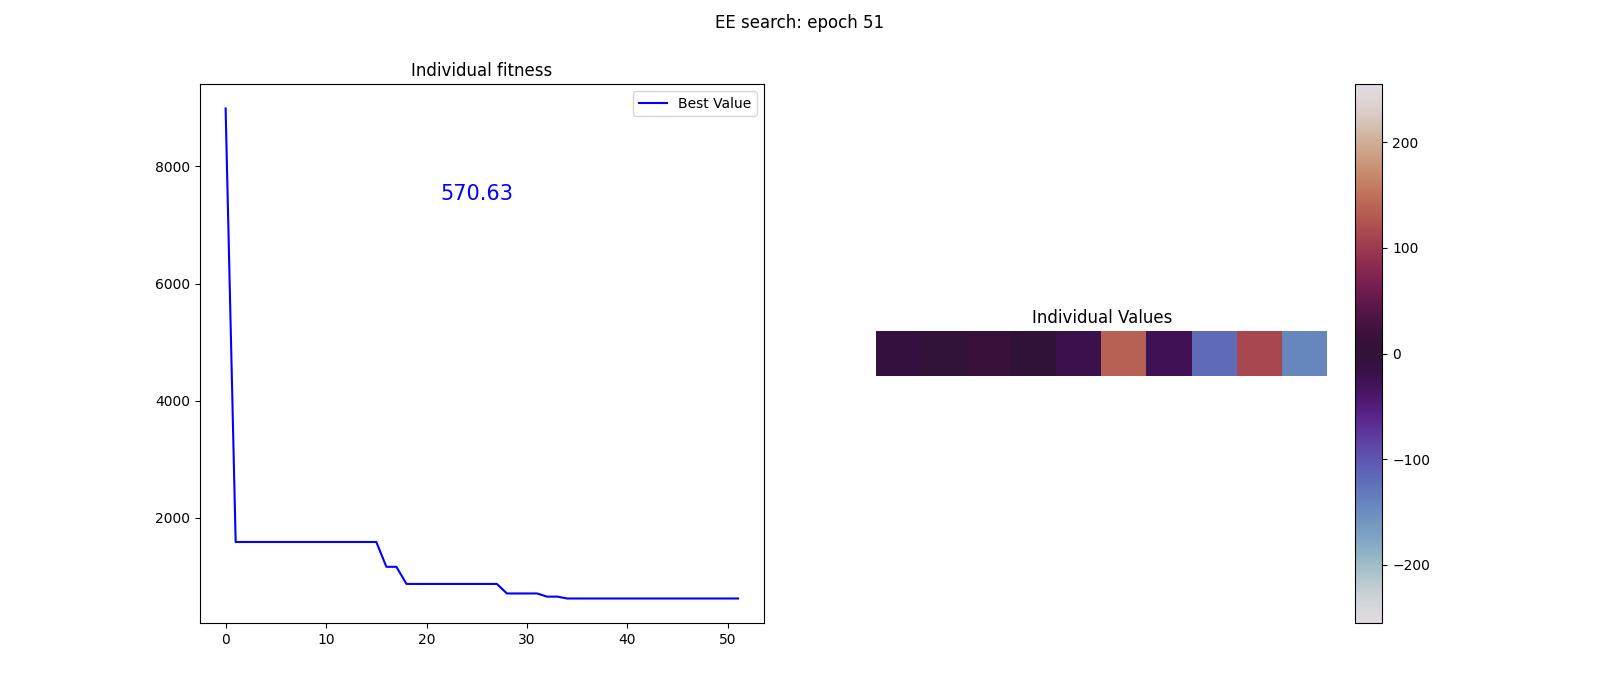 EE search: epoch 51
Individual fitness
Best Value
570.63
8000
6000
4000
2000
0 10 20 30 40 50
Individual Values
200
100
0
−100
−200